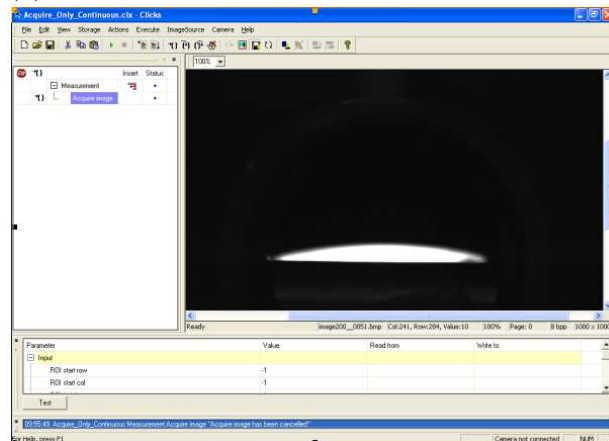 Acquire_Only_Continuous.clx - Clicks
File Edit View Storage Actions Execute ImageSource Camera Help
100%
Insert Status
Measurement
Acquire image
Ready image200__0051.bmp Col:241, Row:284, Value:10 100% Page: 0 8 bpp 1000 x 1000
Parameter Value Read from Write to
Input
ROI start row -1
ROI start col -1
Test
09:55:49 Acquire_Only_Continuous:Measurement:Acquire image "Acquire image has been cancelled"
For Help, press F1 Camera not connected NUM